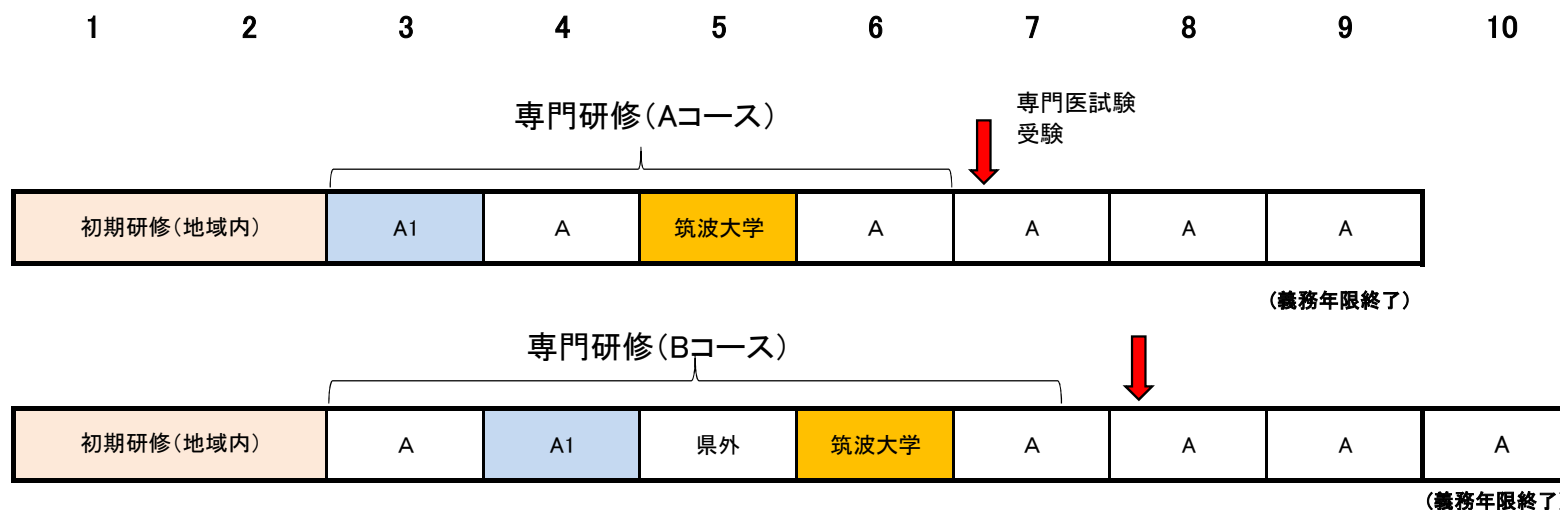 1 2 3 4 5 6 7 8 9 10
専門医試験
受験
専門研修(Aコース)
初期研修(地域内) A1 A 筑波大学 A A A A
(義務年限終了)
専門研修(Bコース)
初期研修(地域内) A A1 県外 筑波大学 A A A A
(義務年限終了)